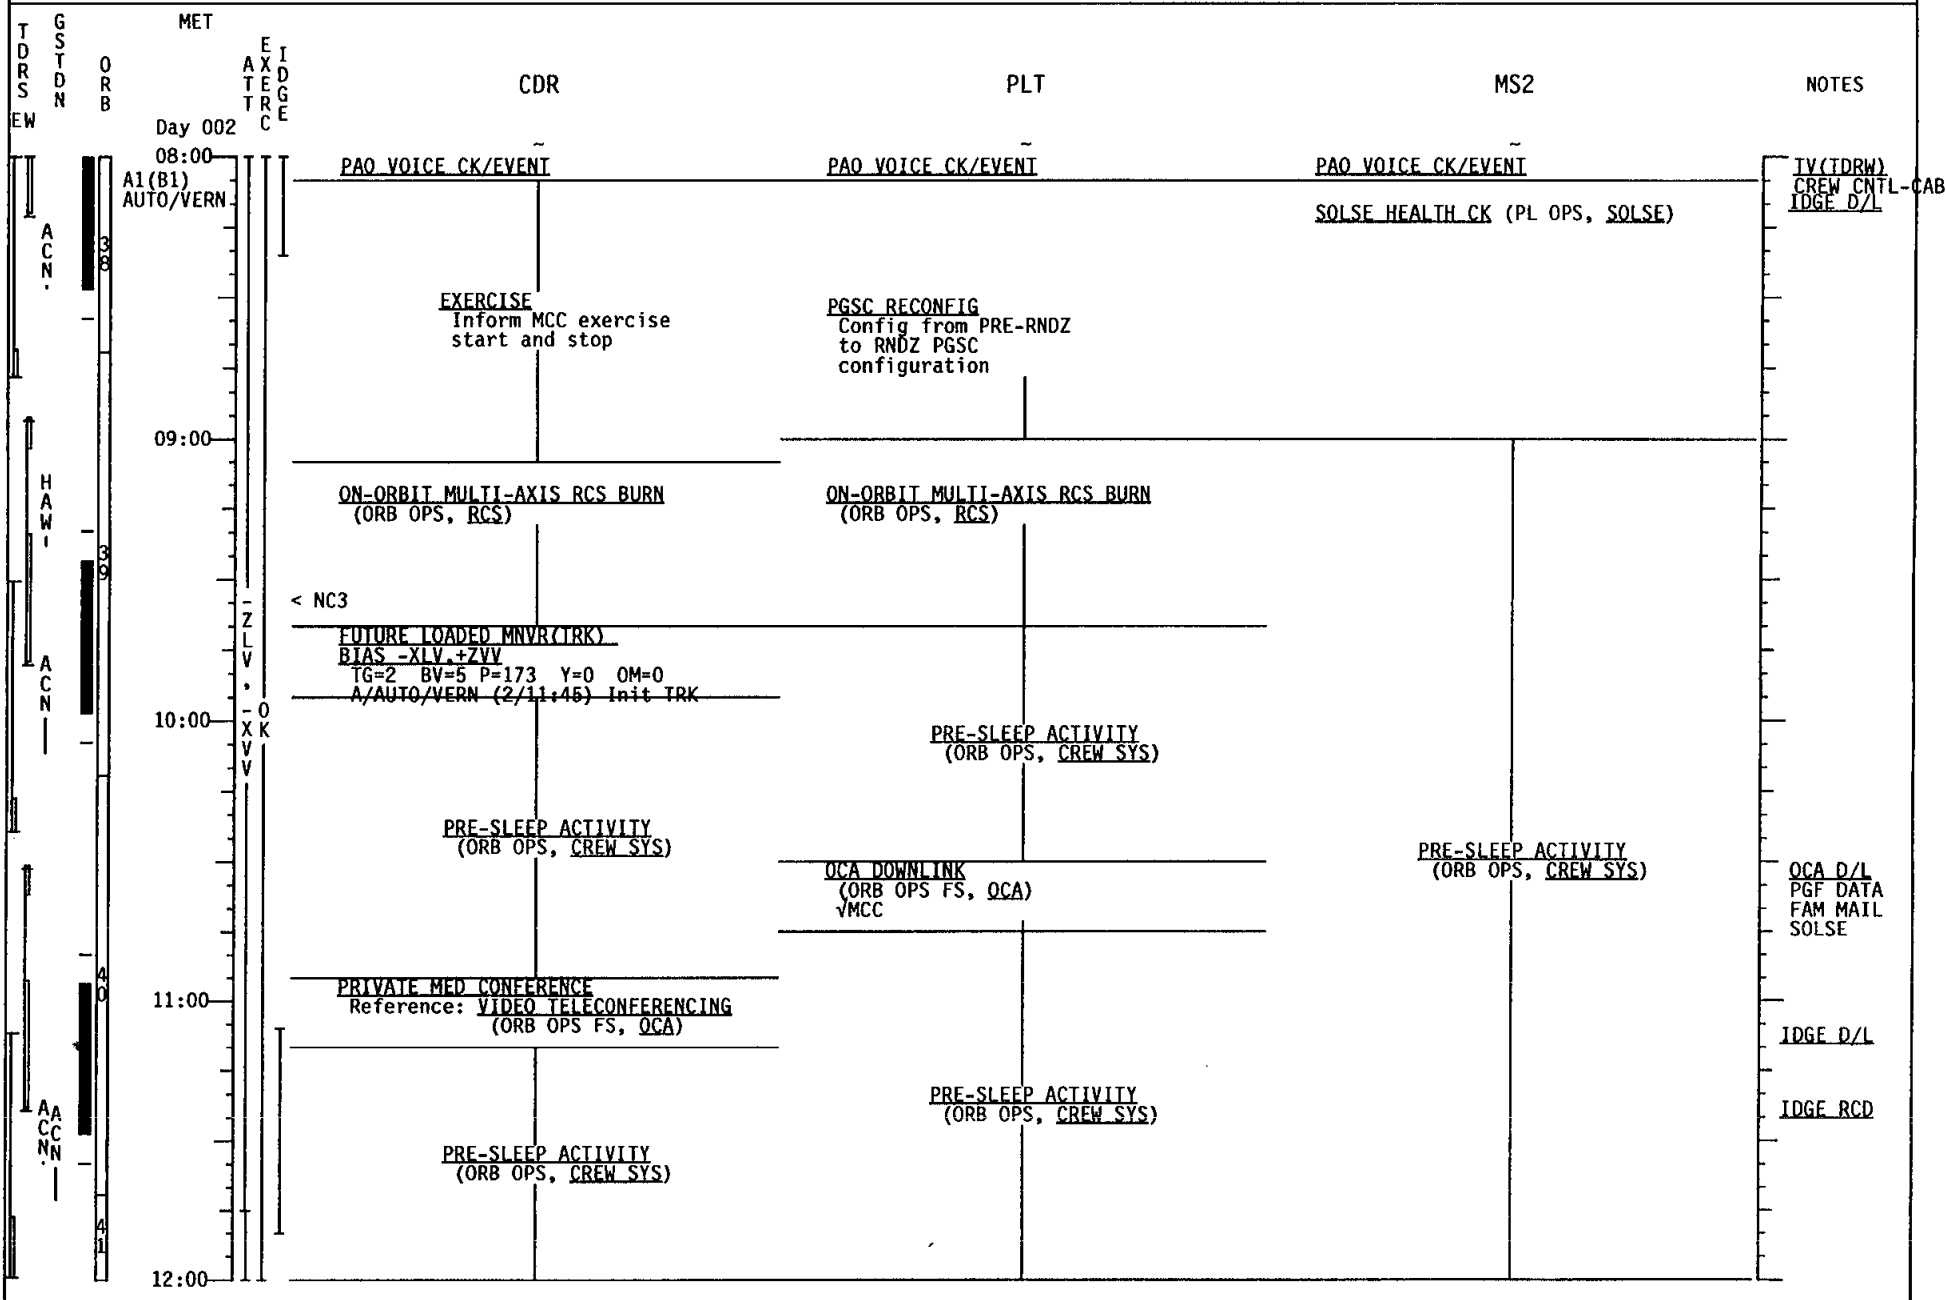 MET
TDRS
GSTDN
ORB
ATT
EXERC
IDGE
CDR
PLT
MS2
NOTES
EW
Day 002
~
~
~
08:00
PAO VOICE CK/EVENT
PAO VOICE CK/EVENT
PAO VOICE CK/EVENT
TV(TDRW)
A1(B1)
CREW CNTL-CAB
AUTO/VERN
IDGE D/L
SOLSE HEALTH CK (PL OPS, SOLSE)
ACN
38
EXERCISE
Inform MCC exercise
start and stop
PGSC RECONFIG
Config from PRE-RNDZ
to RNDZ PGSC
configuration
09:00
HAW
ON-ORBIT MULTI-AXIS RCS BURN
(ORB OPS, RCS)
ON-ORBIT MULTI-AXIS RCS BURN
(ORB OPS, RCS)
39
-ZLV,-XVV
< NC3
FUTURE LOADED MNVR(TRK)
BIAS -XLV,+ZVV
TG=2 BV=5 P=173 Y=0 OM=0
A/AUTO/VERN (2/11:45) Init TRK
ACN
OK
10:00
PRE-SLEEP ACTIVITY
(ORB OPS, CREW SYS)
PRE-SLEEP ACTIVITY
(ORB OPS, CREW SYS)
PRE-SLEEP ACTIVITY
(ORB OPS, CREW SYS)
OCA DOWNLINK
(ORB OPS FS, OCA)
√MCC
OCA D/L
PGF DATA
FAM MAIL
SOLSE
40
PRIVATE MED CONFERENCE
11:00
Reference: VIDEO TELECONFERENCING
(ORB OPS FS, OCA)
IDGE D/L
PRE-SLEEP ACTIVITY
(ORB OPS, CREW SYS)
IDGE RCD
ACN
ACN
PRE-SLEEP ACTIVITY
(ORB OPS, CREW SYS)
41
12:00